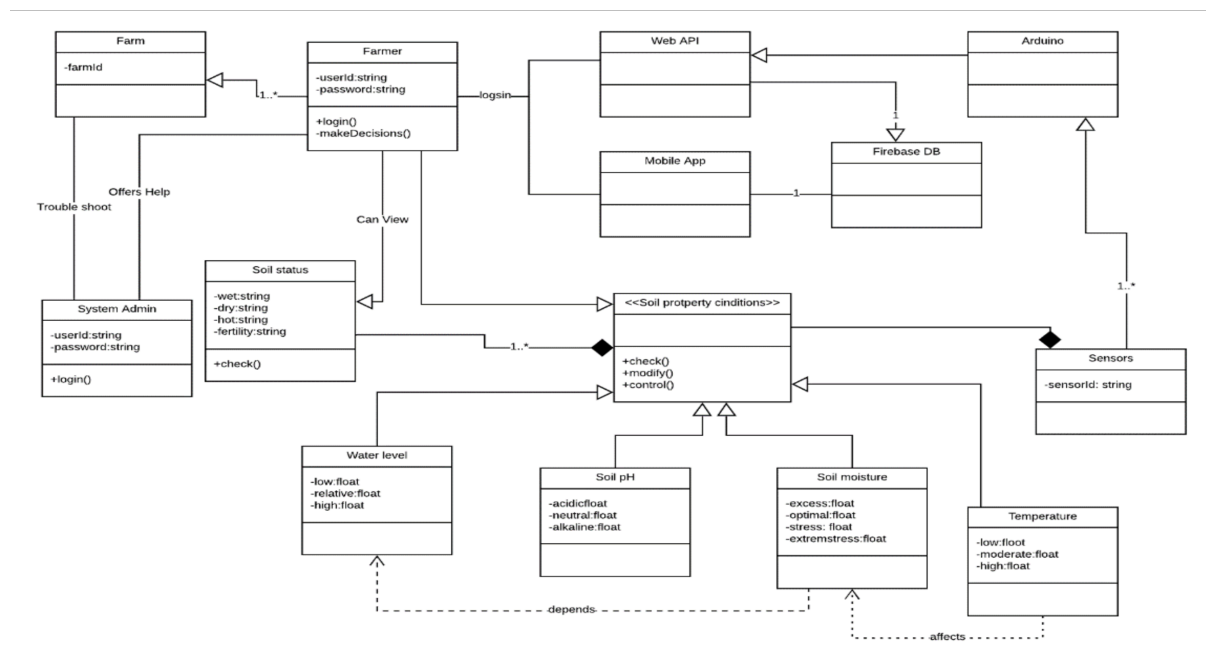 Farm
-farmId
Farmer
-userId:string
-password:string
+login()
-makeDecisions()
1..*
logsin
Web API
Arduino
1
Firebase DB
Mobile App
1
Offers Help
Trouble shoot
Can View
System Admin
-userId:string
-password:string
+login()
Soil status
-wet:string
-dry:string
-hot:string
-fertility:string
+check()
1..*
<<Soil protperty cinditions>>
+check()
+modify()
+control()
1..*
Sensors
-sensorId: string
Water level
-low:float
-relative:float
-high:float
Soil pH
-acidicfloat
-neutral:float
-alkaline:float
Soil moisture
-excess:float
-optimal:float
-stress: float
-extremstress:float
Temperature
-low:floot
-moderate:float
-high:float
depends
affects